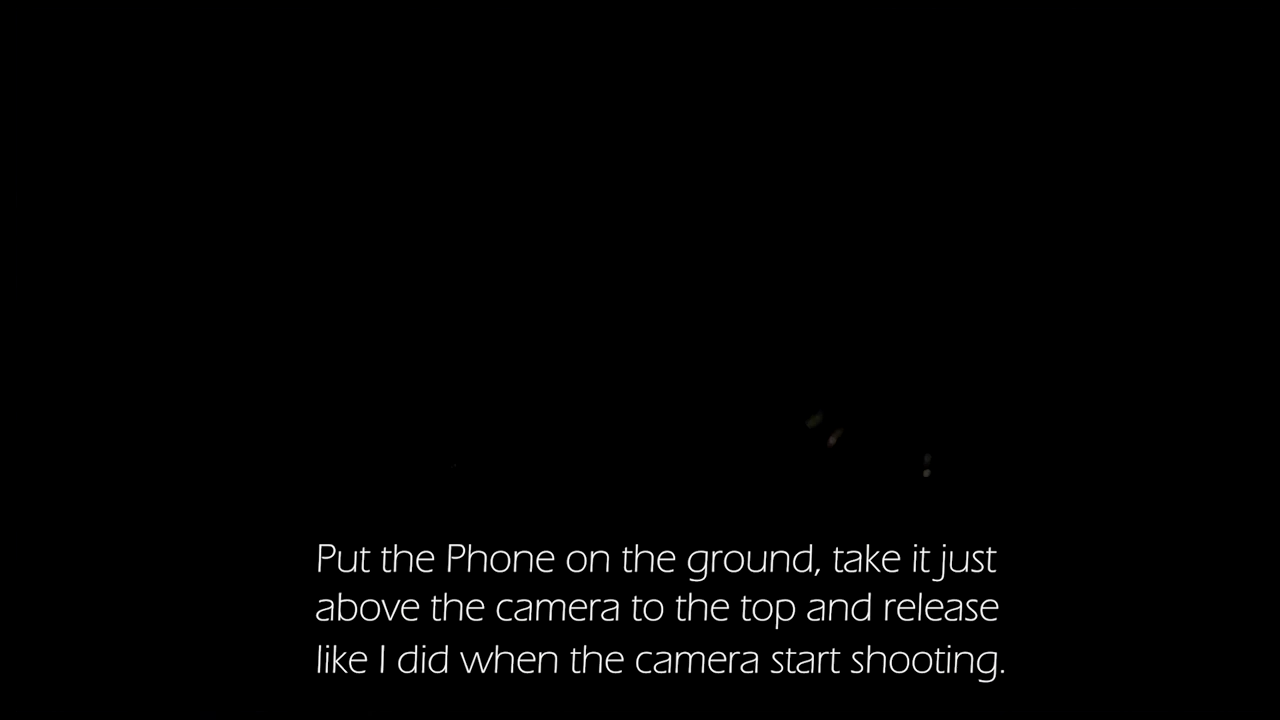 Put the Phone on the ground, take it just
above the camera to the top and release
like I did when the camera start shooting.